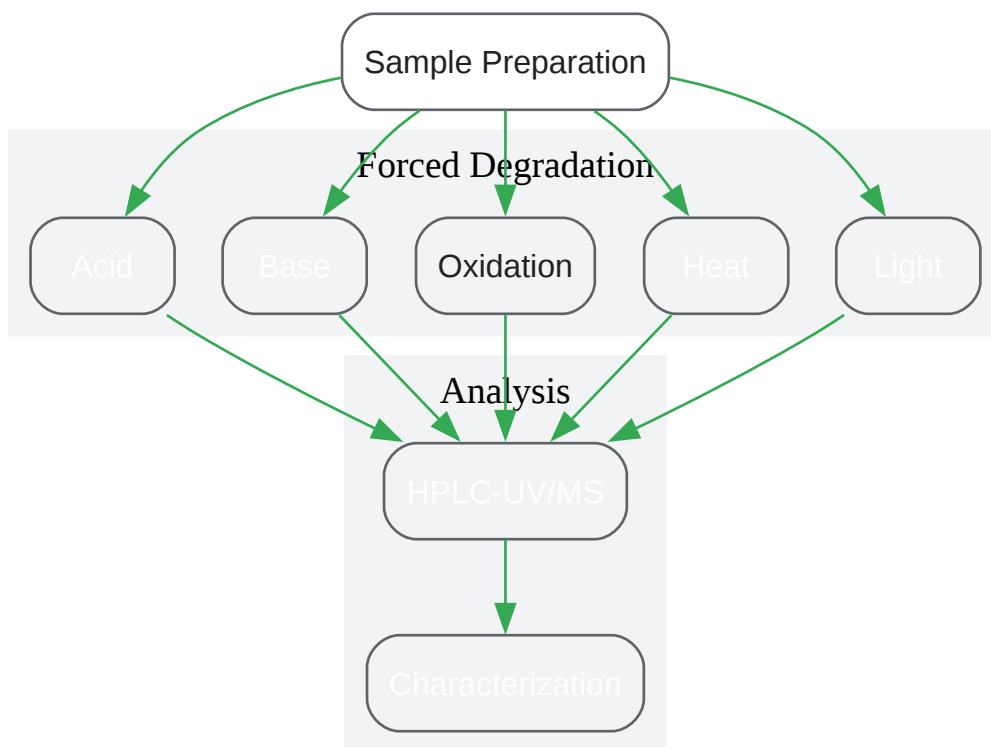 Sample Preparation
Forced Degradation
Acid
Base
Oxidation
Heat
Light
Analysis
HPLC-UV/MS
Characterization